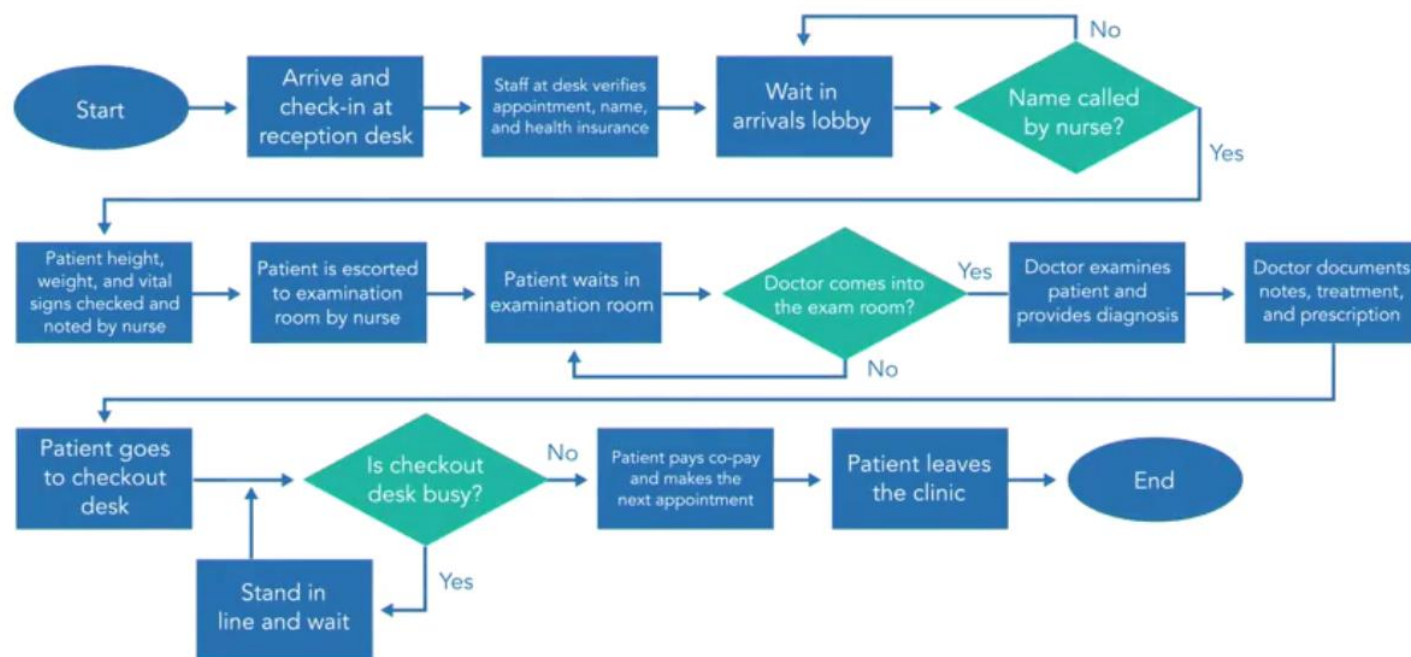 No
Start
Arrive and
check-in at
reception desk
Staff at desk verifies
appointment, name,
and health insurance
Wait in
arrivals lobby
Name called
by nurse?
Yes
Patient height,
weight, and vital
signs checked and
noted by nurse
Patient is escorted
to examination
room by nurse
Patient waits in
examination room
Doctor comes into
the exam room?
Yes
No
Doctor examines
patient and
provides diagnosis
Doctor documents
notes, treatment,
and prescription
Patient goes
to checkout
desk
Is checkout
desk busy?
No
Yes
Stand in
line and wait
Patient pays co-pay
and makes the
next appointment
Patient leaves
the clinic
End